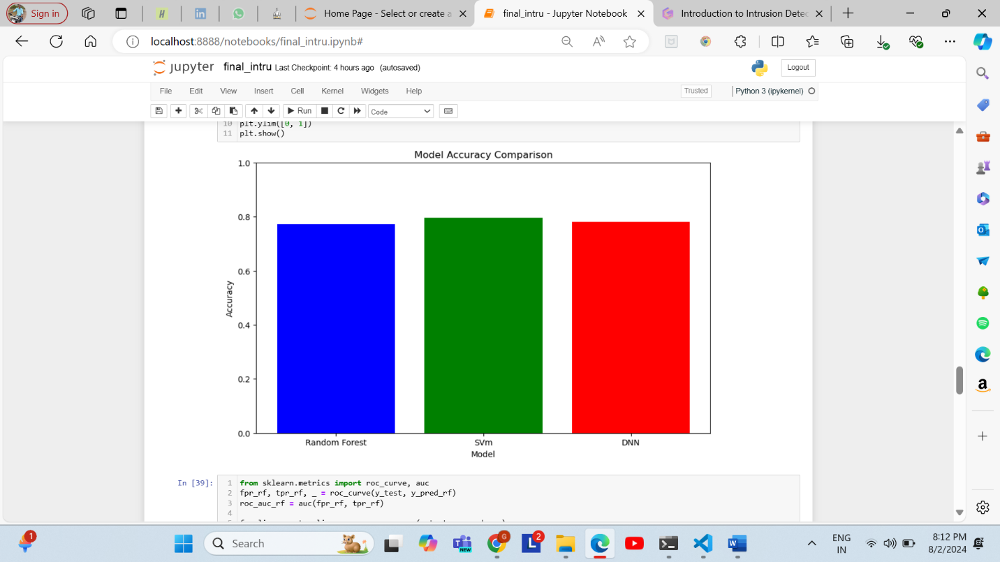 Sign in
Home Page - Select or create a
final_intru - Jupyter Notebook
Introduction to Intrusion Detec
localhost:8888/notebooks/final_intru.ipynb#
jupyter final_intru Last Checkpoint: 4 hours ago (autosaved)
Logout
File Edit View Insert Cell Kernel Widgets Help
Trusted
Python 3 (ipykernel)
Run
Code
10 plt.ylim([0, 1])
11 plt.show()
Model Accuracy Comparison
1.0
0.8
0.6
0.4
0.2
0.0
Accuracy
Random Forest SVm DNN
Model
In [39]:
1 from sklearn.metrics import roc_curve, auc
2 fpr_rf, tpr_rf, _ = roc_curve(y_test, y_pred_rf)
3 roc_auc_rf = auc(fpr_rf, tpr_rf)
4
1
Search
NEW
G
L
2
ENG
IN
8:12 PM
8/2/2024